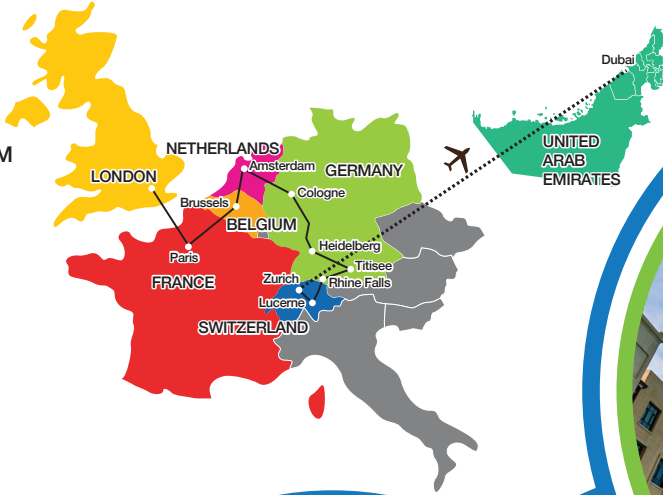 Dubai
UNITED
ARAB
EMIRATES
M
NETHERLANDS
Amsterdam
GERMANY
LONDON
Cologne
Brussels
BELGIUM
Heidelberg
Paris
Titisee
FRANCE
Zurich
Rhine Falls
Lucerne
SWITZERLAND